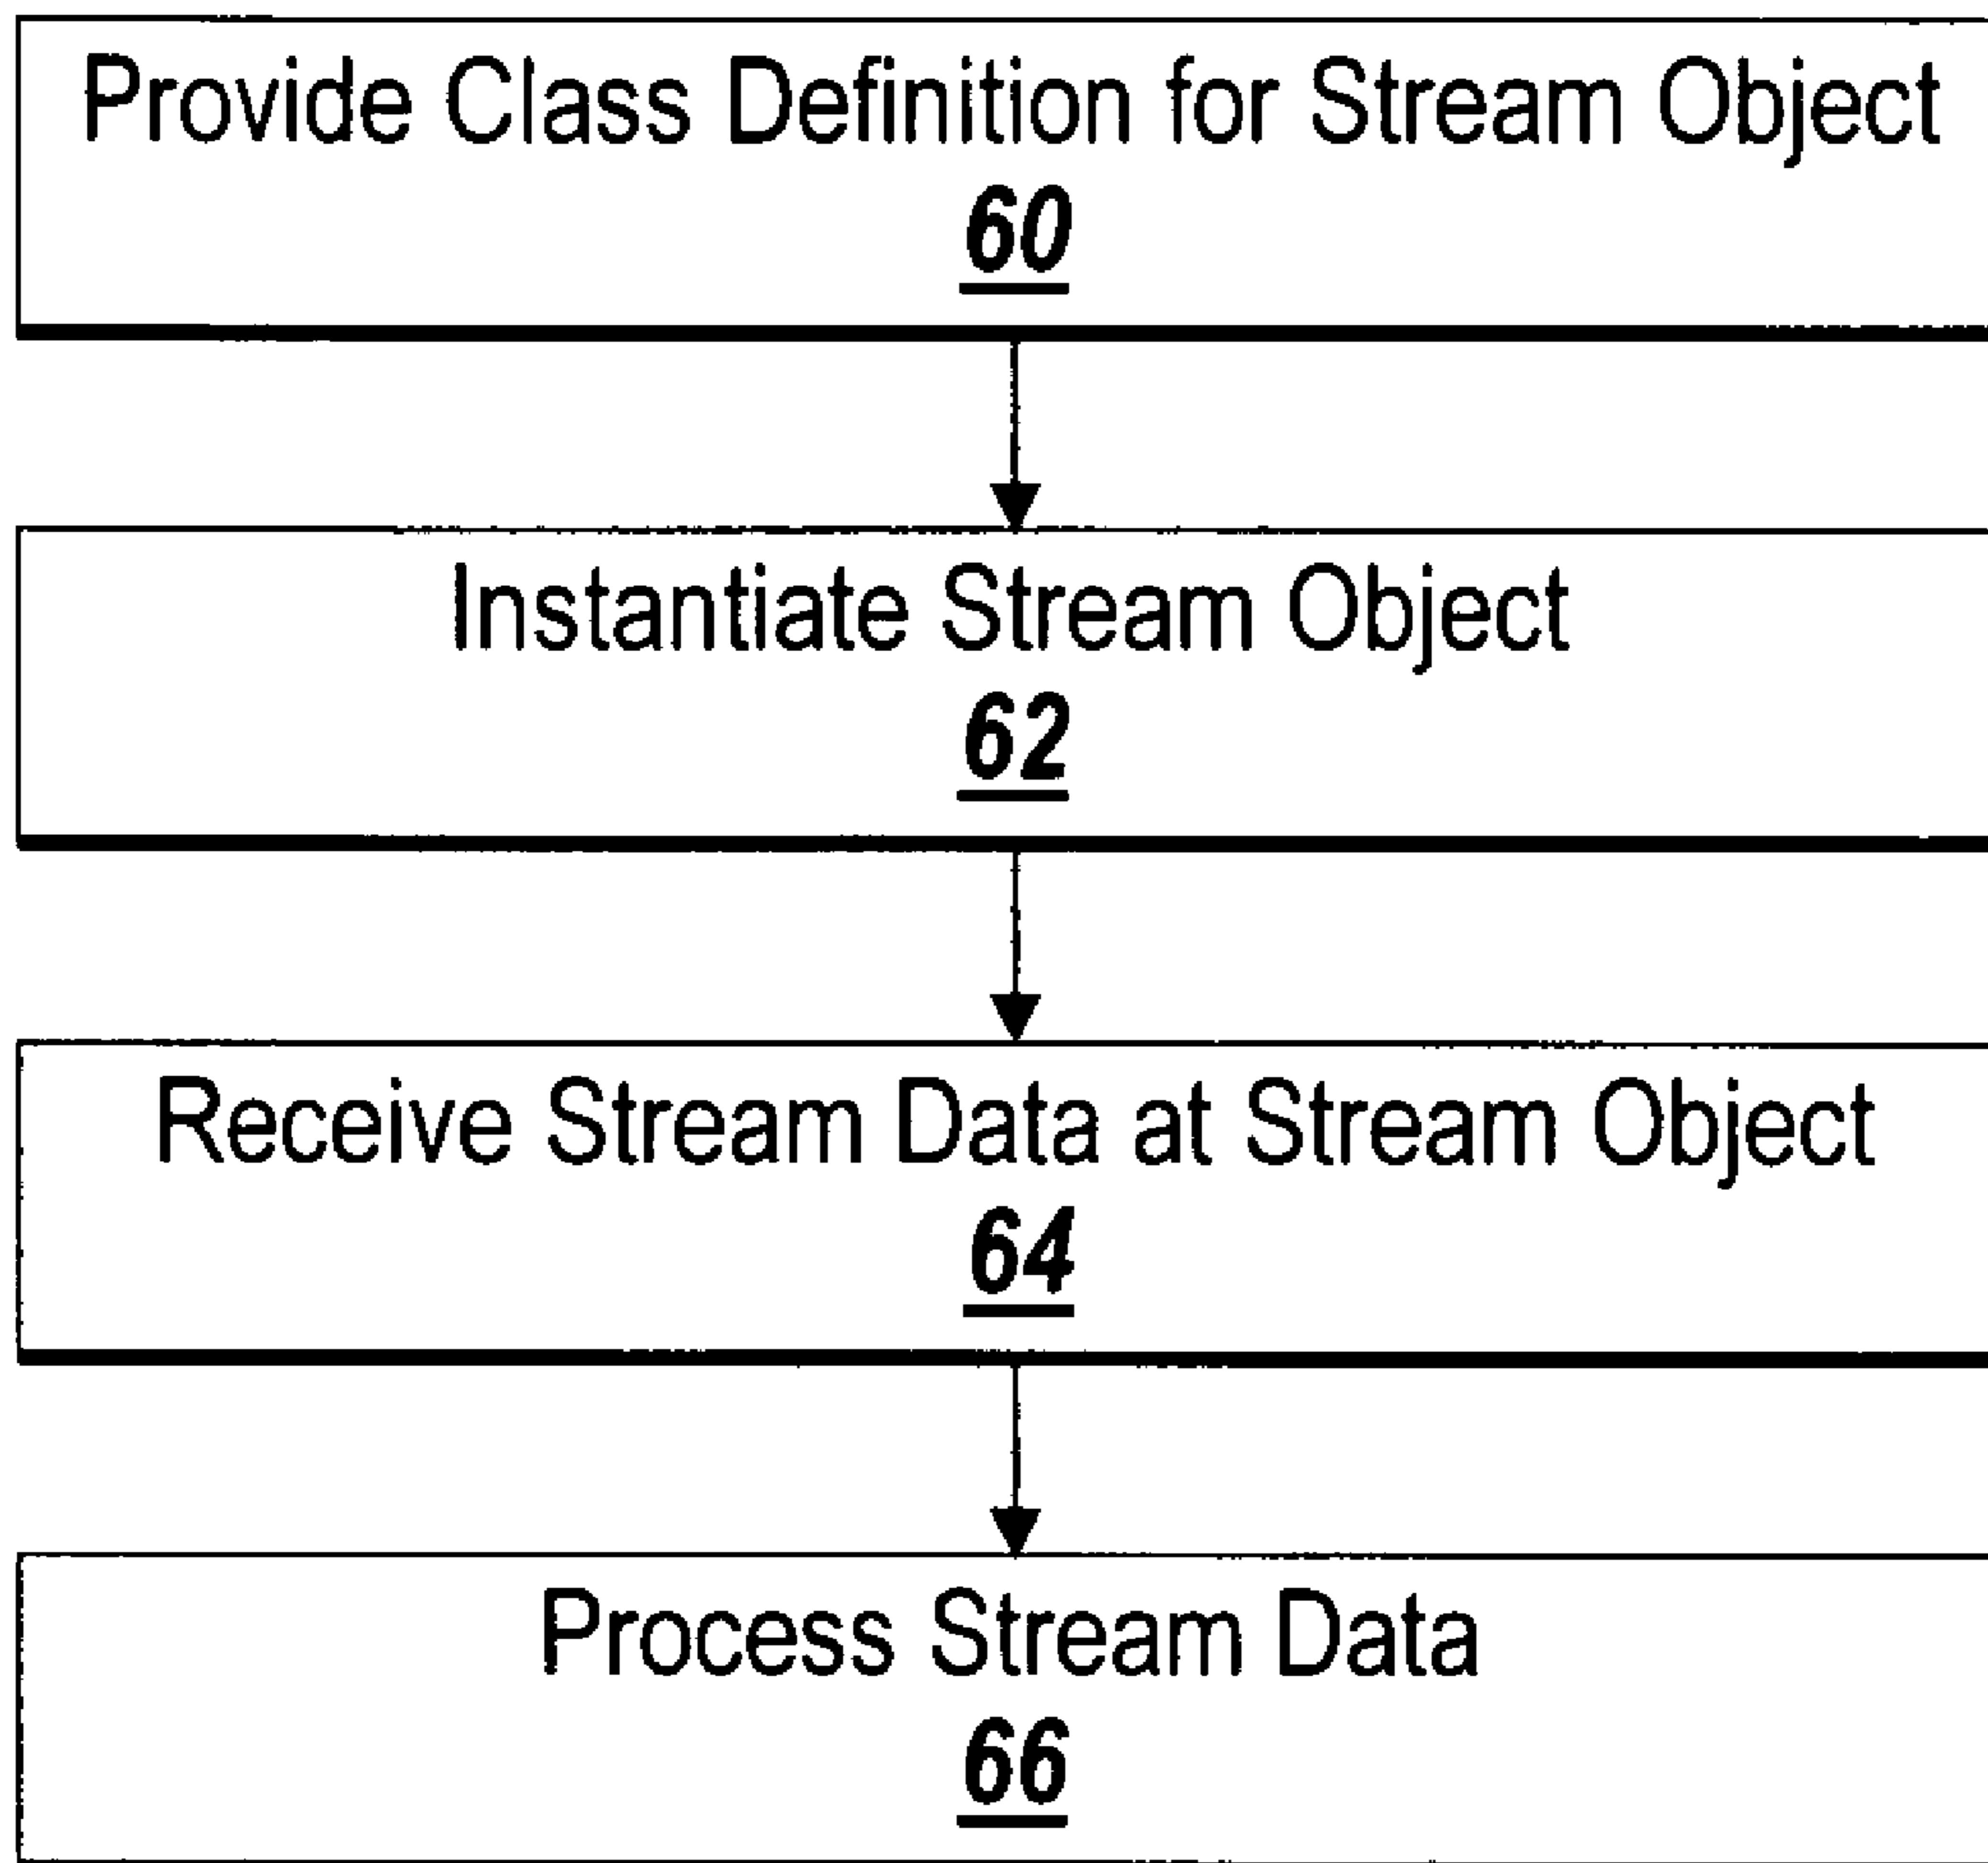 Provide Class Definition for Stream Object
60
Instantiate Stream Object
62
Receive Stream Data at Stream Object
64
Process Stream Data
66